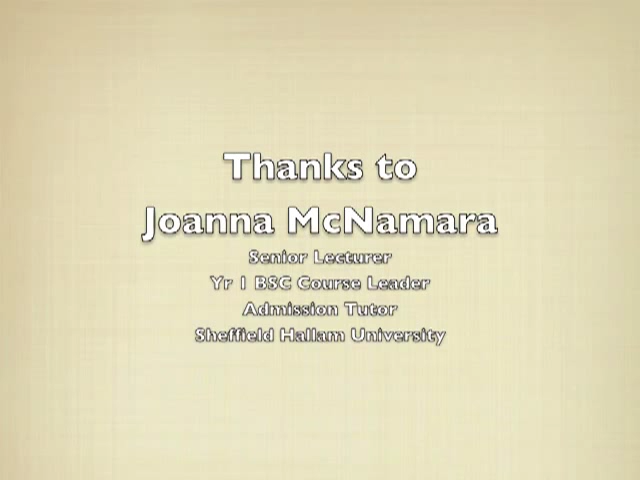 Thanks to
Joanna McNamara
Senior Lecturer
Yr 1 BSC Course Leader
Admission Tutor
Sheffield Hallam University